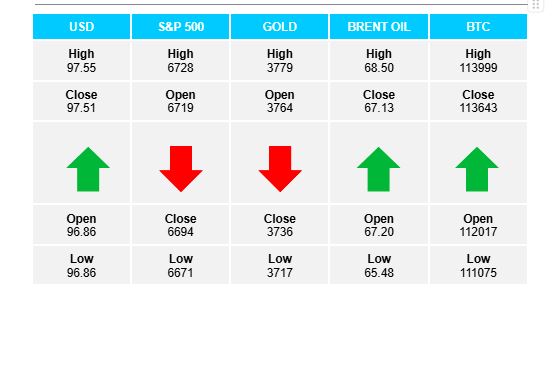 USD S&P 500 GOLD BRENT OIL BTC
High High High High High
97.55 6728 3779 68.50 113999
Close Open Open Close Close
97.51 6719 3764 67.13 113643
Open Close Close Open Open
96.86 6694 3736 67.20 112017
Low Low Low Low Low
96.86 6671 3717 65.48 111075